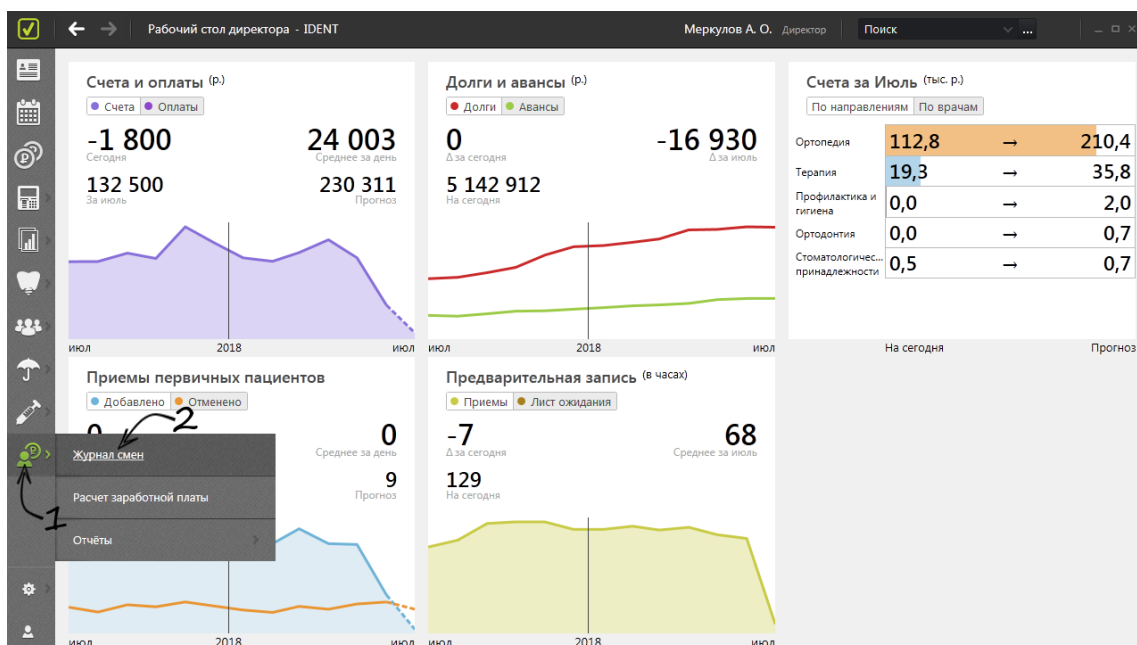 Рабочий стол директора - IDENT
Меркулов А. О. Директор
Поиск
...
Счета и оплаты (р.)
Счета Оплаты
-1 800 24 003
Сегодня Среднее за день
132 500 230 311
За июль Прогноз
июл 2018 июл
Долги и авансы (р.)
Долги Авансы
0 -16 930
Δ за сегодня Δ за июль
5 142 912
На сегодня
июл 2018 июл
Счета за Июль (тыс. р.)
По направлениям По врачам
Ортопедия 112,8 → 210,4
Терапия 19,3 → 35,8
Профилактика и
гигиена 0,0 → 2,0
Ортодонтия 0,0 → 0,7
Стоматологичес...
принадлежности 0,5 → 0,7
На сегодня Прогноз
Приемы первичных пациентов
Добавлено Отменено
0 0
Среднее за день
9
Прогноз
июл 2018 июл
2
Журнал смен
Расчет заработной платы
1
Отчёты
Предварительная запись (в часах)
Приемы Лист ожидания
-7 68
Δ за сегодня Среднее за июль
129
На сегодня
июл 2018 июл